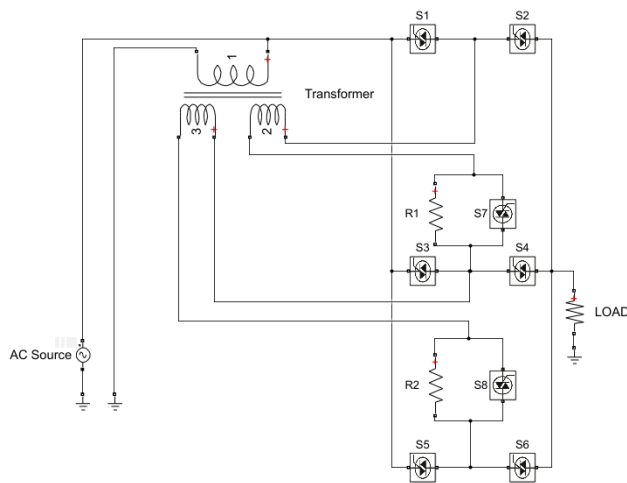 S1
S2
1
Transformer
3
2
R1
S7
S3
S4
LOAD
AC Source
R2
S8
S5
S6